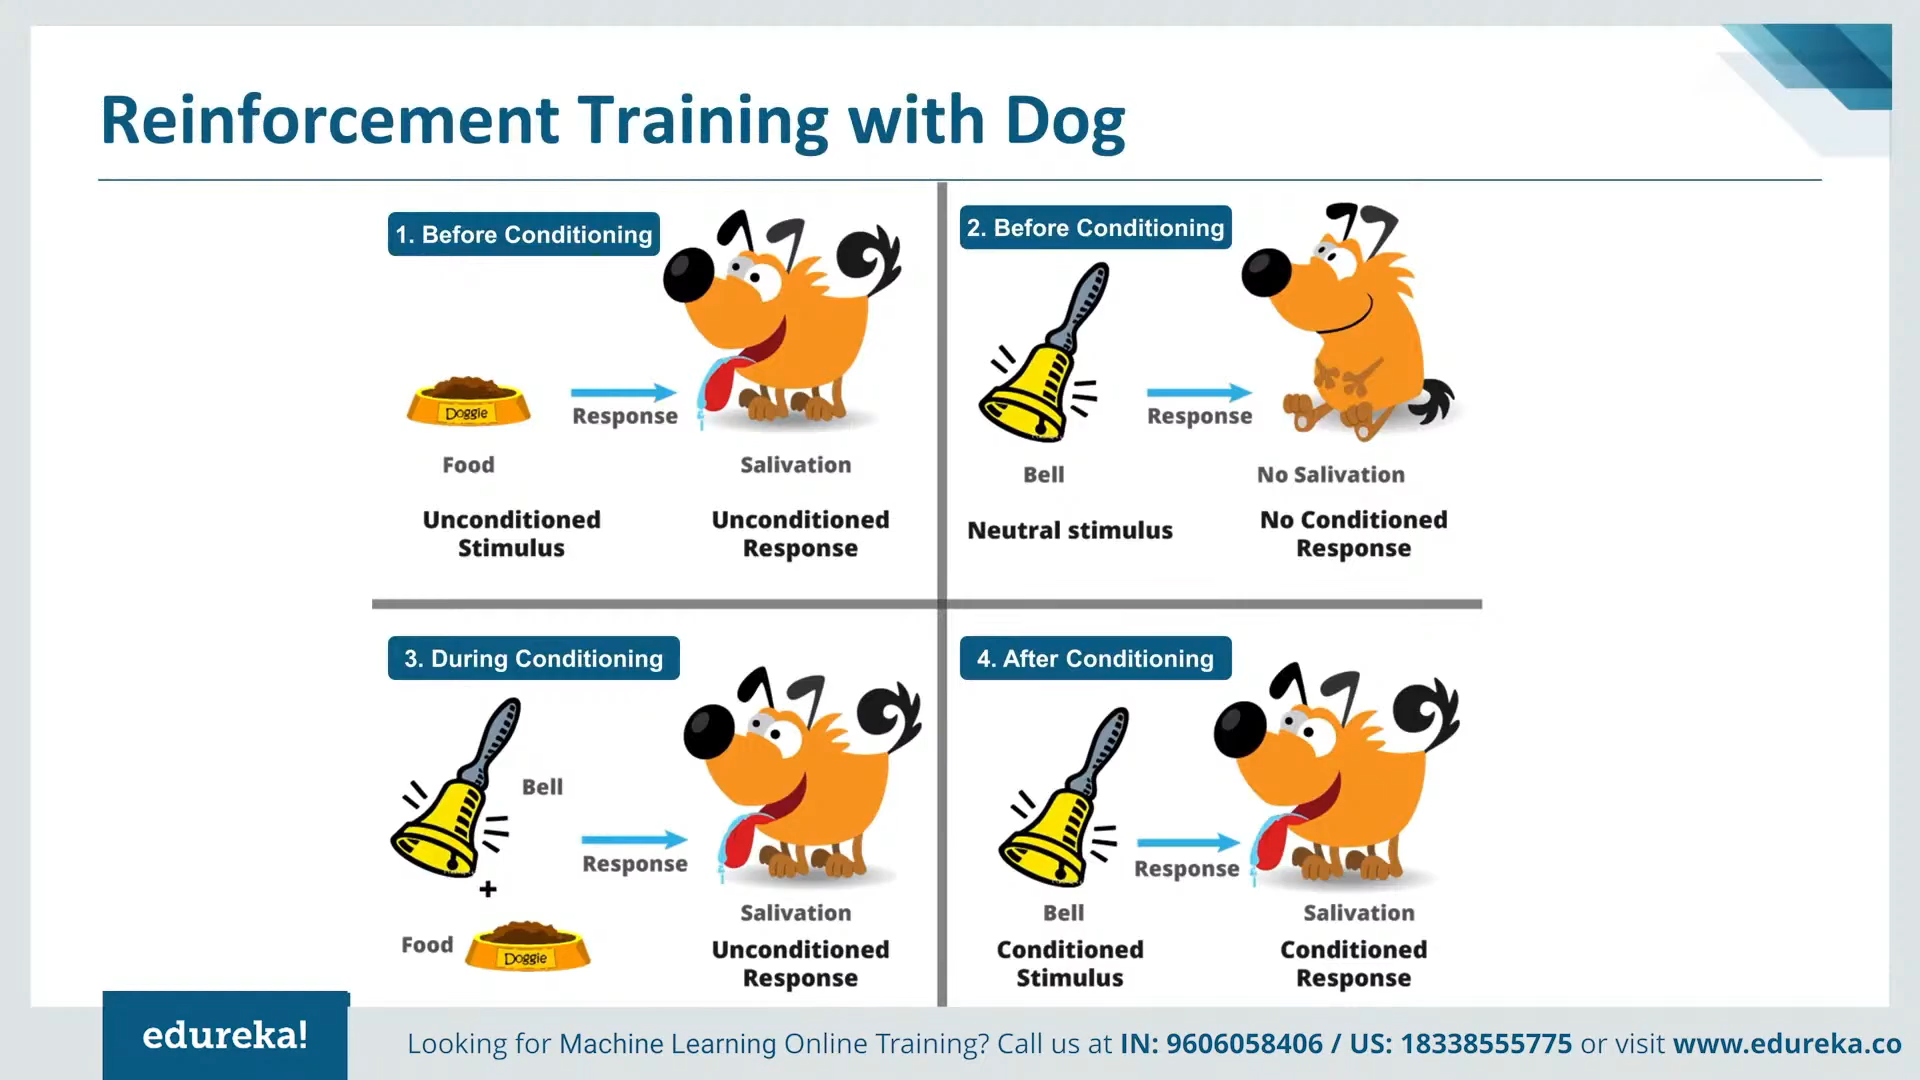 Reinforcement Training with Dog
1. Before Conditioning
Doggie
Response
Food
Salivation
Unconditioned
Stimulus
Unconditioned
Response
2. Before Conditioning
Response
Bell
No Salivation
Neutral stimulus
No Conditioned
Response
3. During Conditioning
Bell
Response
+
Food
Doggie
Salivation
Unconditioned
Response
4. After Conditioning
Response
Bell
Salivation
Conditioned
Stimulus
Conditioned
Response
edureka!
Looking for Machine Learning Online Training? Call us at IN: 9606058406 / US: 18338555775 or visit www.edureka.co